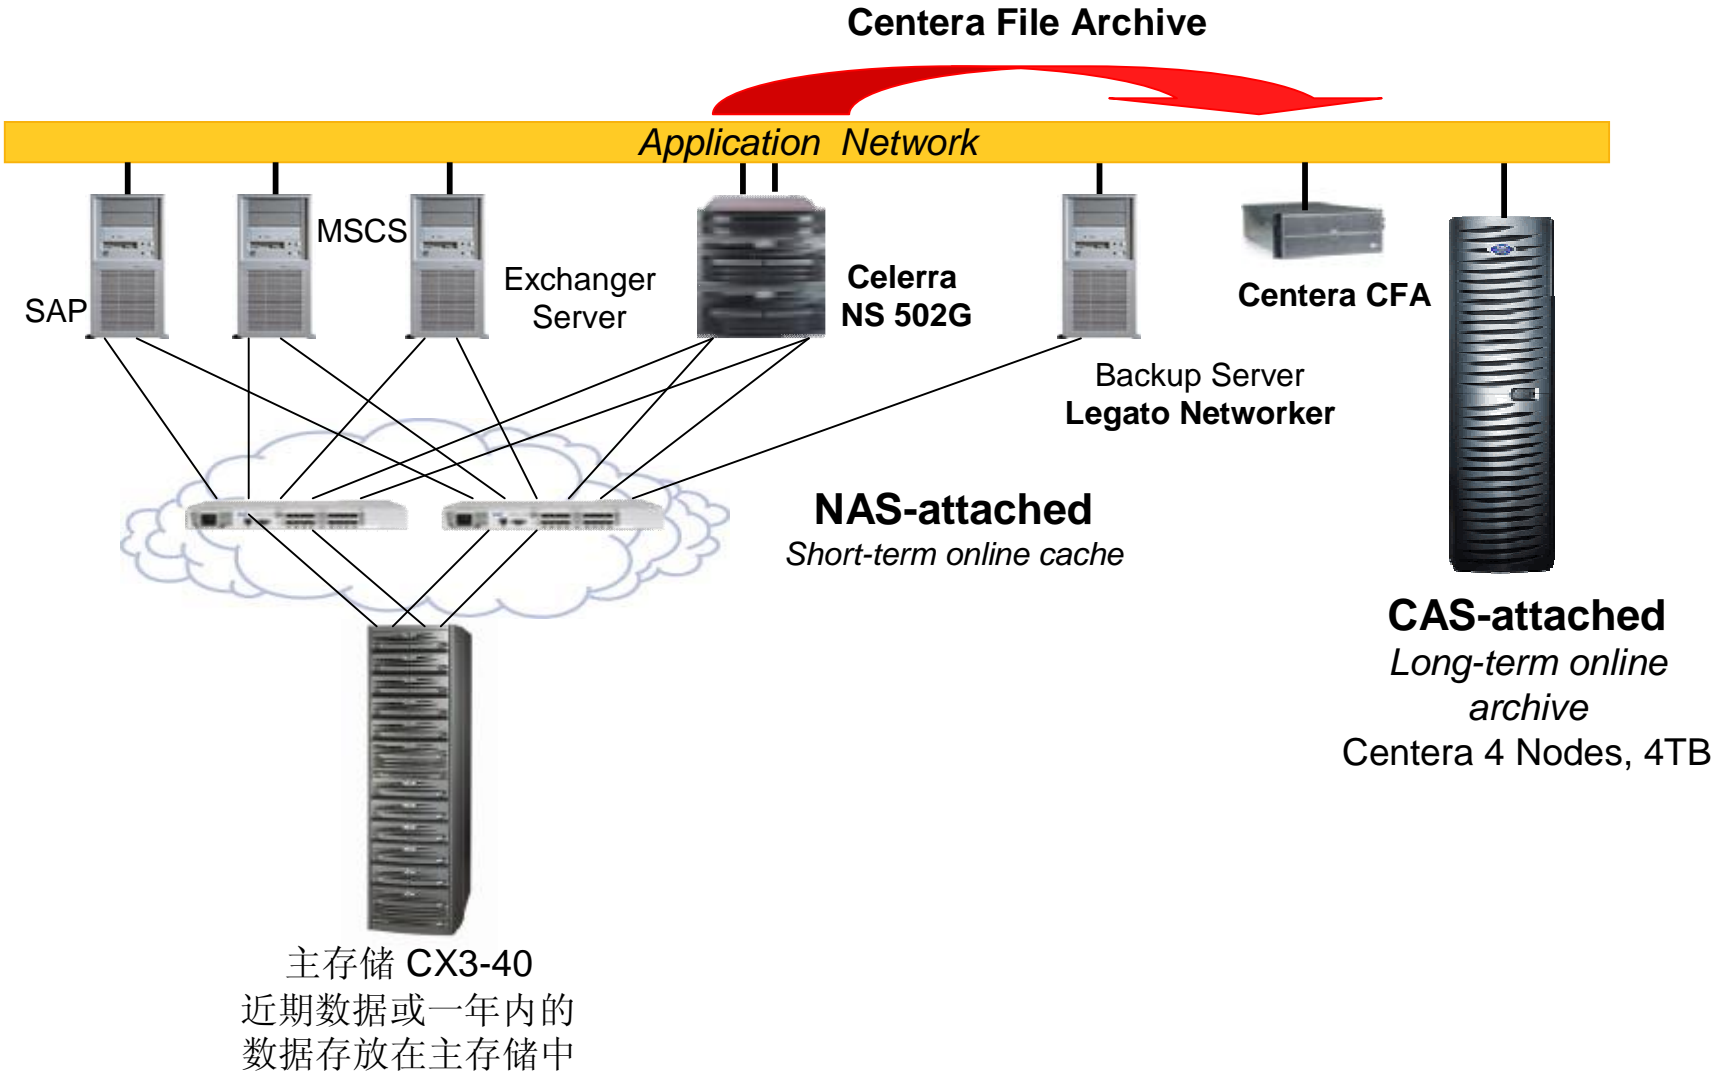 Centera File Archive
Application Network
MSCS
SAP
Exchanger
Server
Celerra
NS 502G
Centera CFA
Backup Server
Legato Networker
NAS-attached
Short-term online cache
CAS-attached
Long-term online
archive
Centera 4 Nodes, 4TB
主存储 CX3-40
近期数据或一年内的
数据存放在主存储中